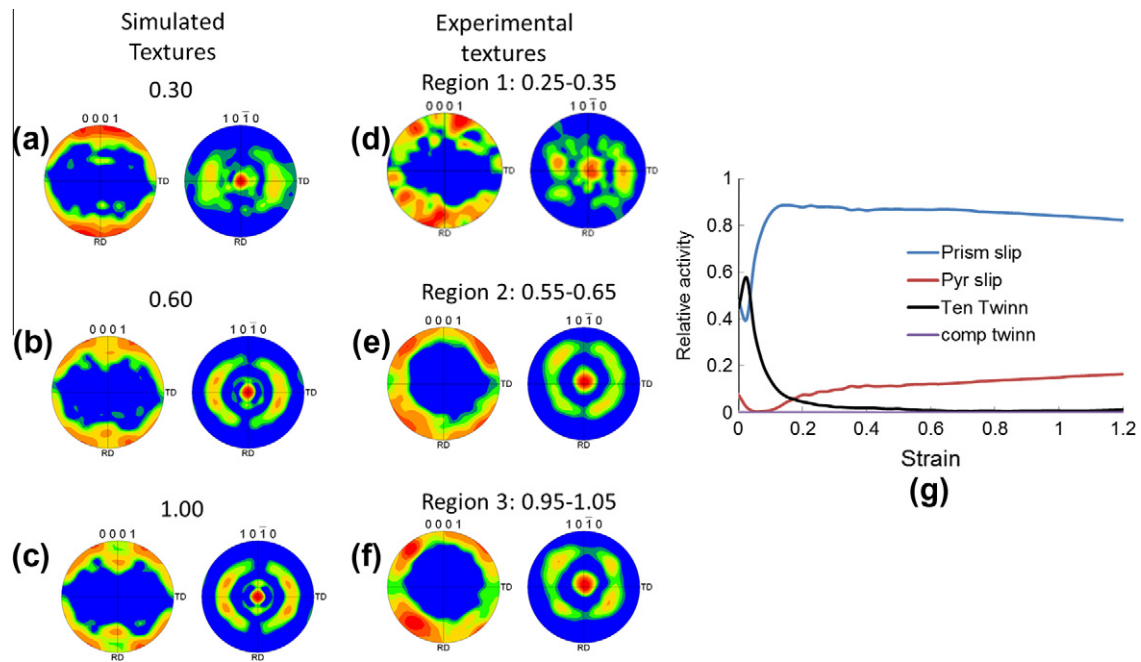 Simulated
Textures
Experimental
textures
0.30
Region 1: 0.25-0.35
(a)
0 0 0 1
1 0 1̄ 0
TD
TD
RD
(d)
0 0 0 1
1 0 1̄ 0
TD
TD
RD
0.60
Region 2: 0.55-0.65
(b)
0 0 0 1
1 0 1̄ 0
TD
TD
RD
(e)
0 0 0 1
1 0 1̄ 0
TD
TD
RD
1.00
Region 3: 0.95-1.05
(c)
0 0 0 1
1 0 1̄ 0
TD
TD
RD
(f)
0 0 0 1
1 0 1̄ 0
TD
TD
RD
Relative activity
1
0.8
0.6
0.4
0.2
0
Prism slip
Pyr slip
Ten Twinn
comp twinn
0 0.2 0.4 0.6 0.8 1 1.2
Strain
(g)